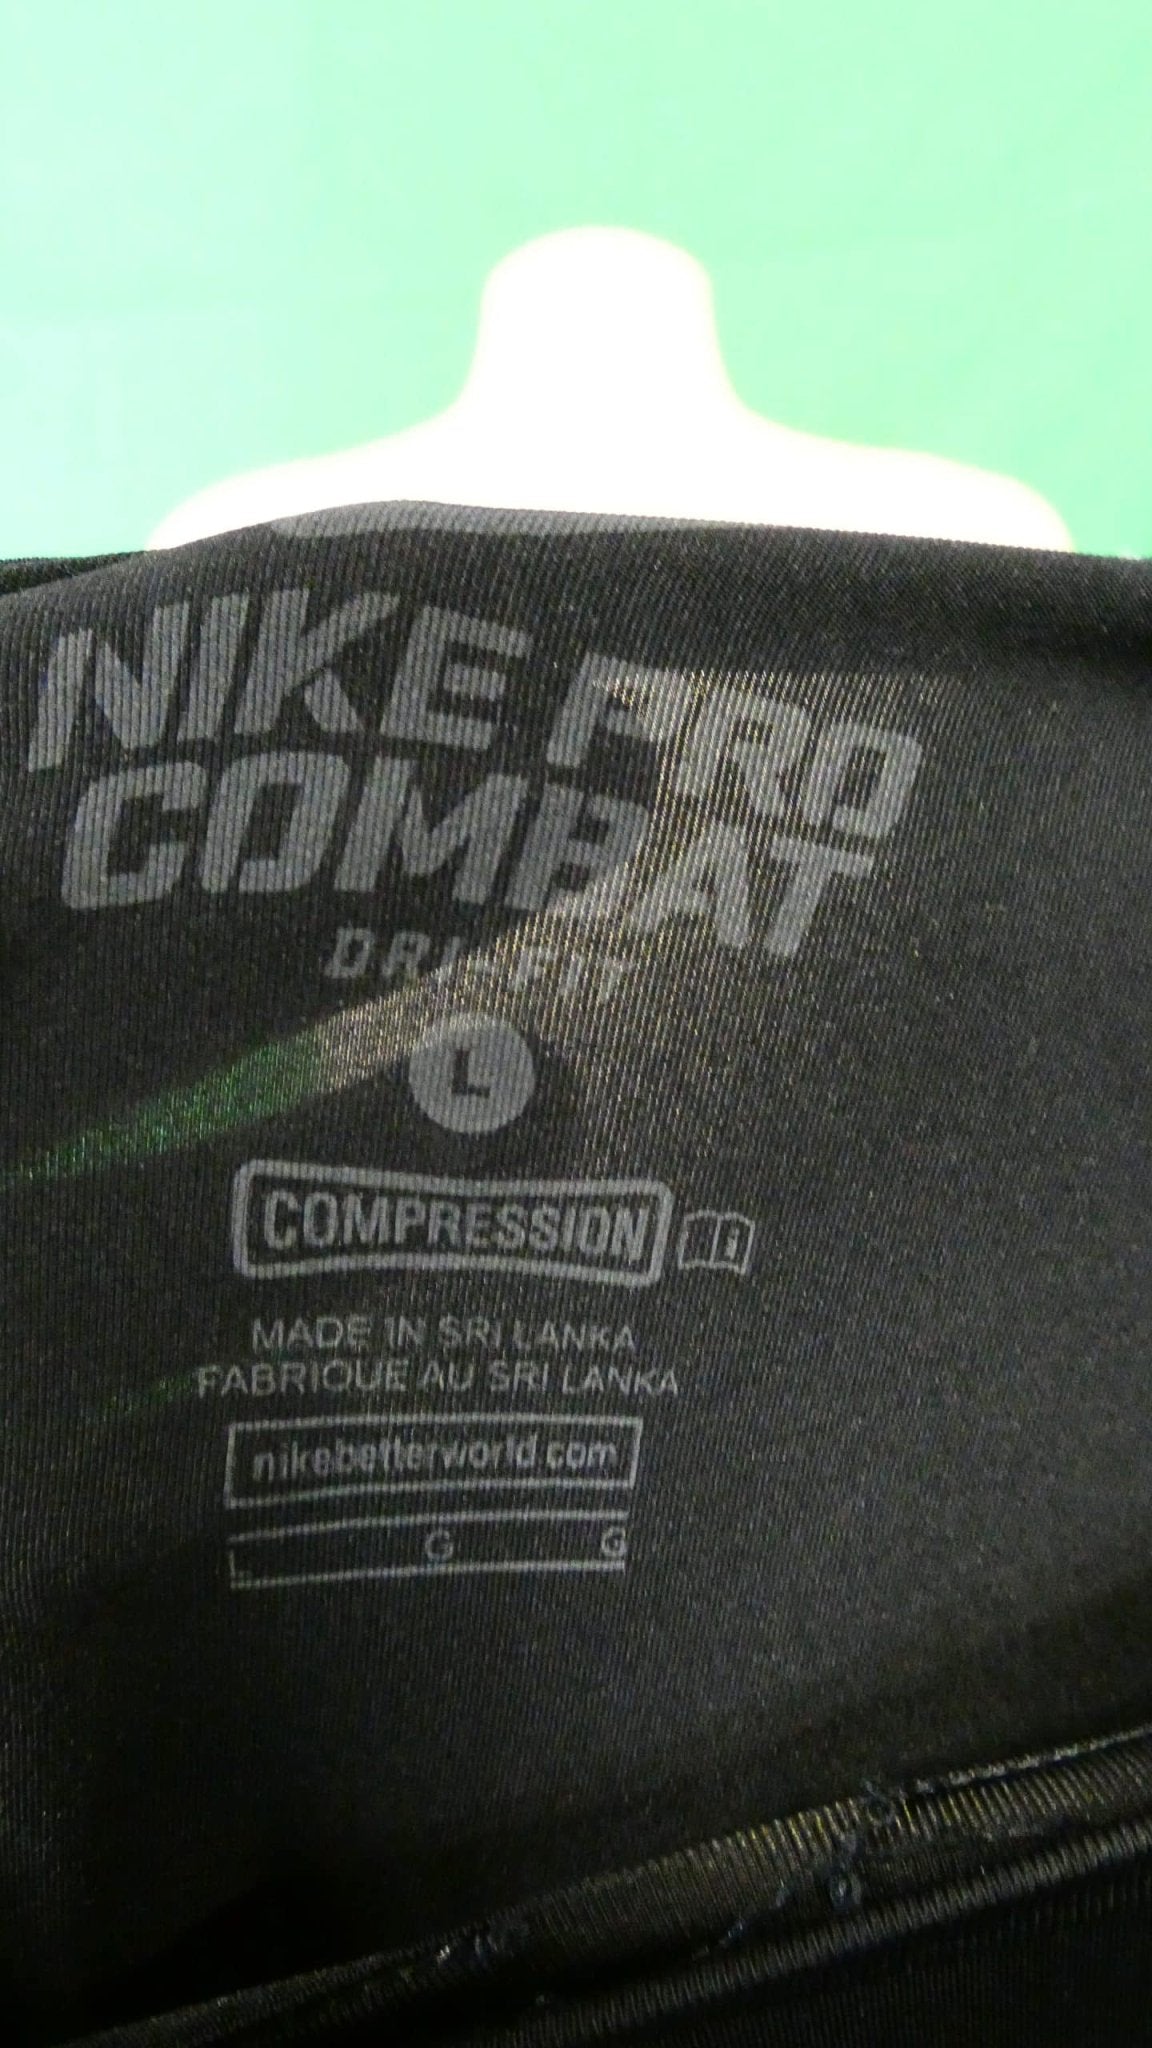 NIKE PRO
COMBAT
DRI-FIT
L
COMPRESSION
MADE IN SRI LANKA
FABRIQUE AU SRI LANKA
nikebetterworld.com
L G G